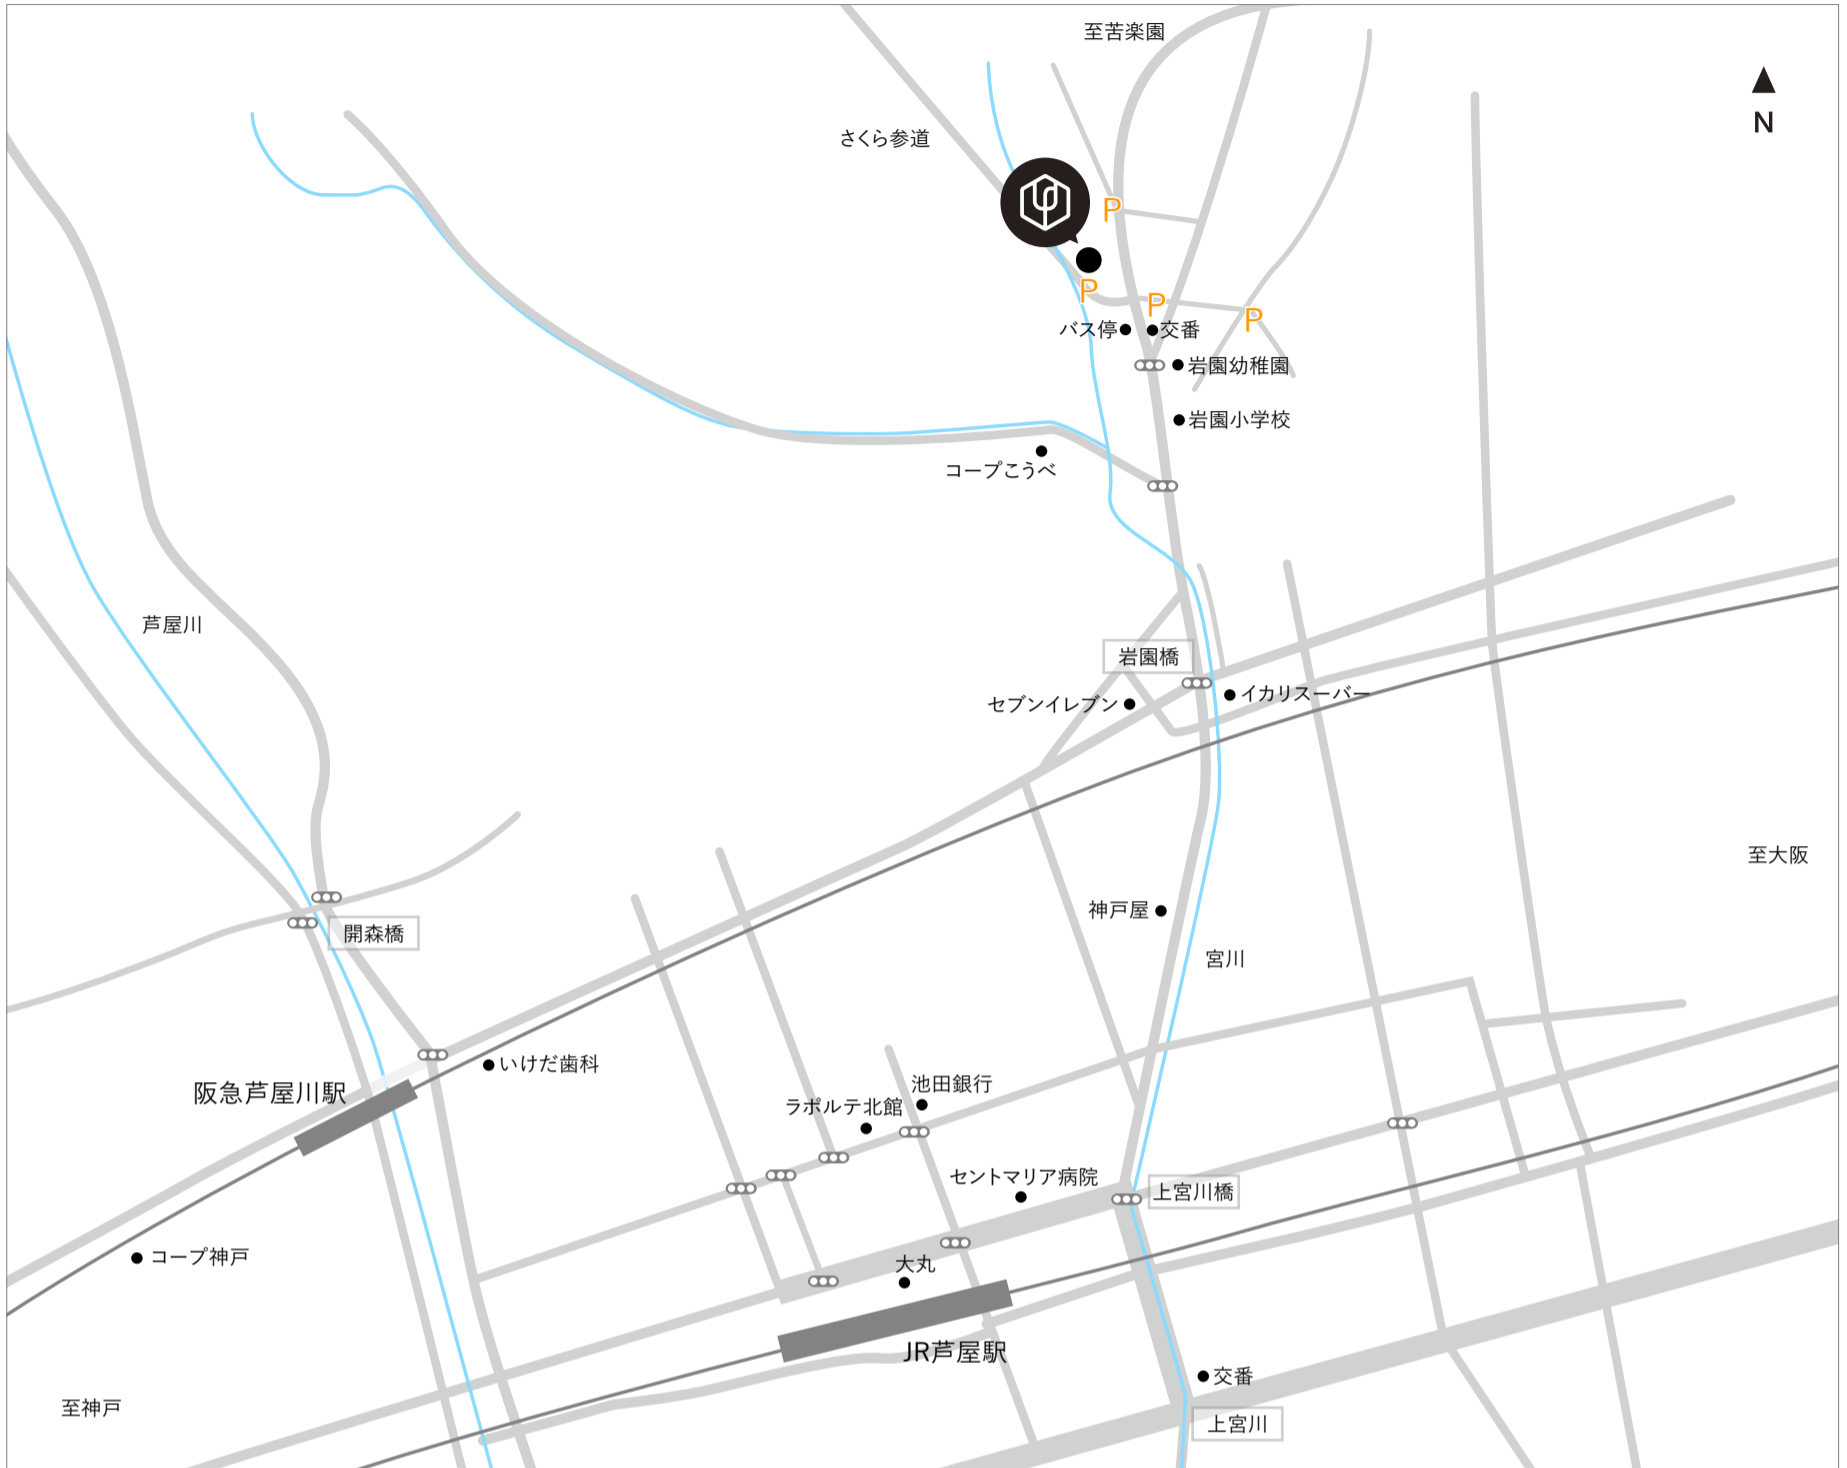 至苦楽園
N
さくら参道
P
P
P
P
バス停
交番
岩園幼稚園
岩園小学校
コープこうべ
芦屋川
岩園橋
イカリスーパー
セブンイレブン
至大阪
神戸屋
開森橋
宮川
いけだ歯科
阪急芦屋川駅
池田銀行
ラポルテ北館
セントマリア病院
上宮川橋
コープ神戸
大丸
JR芦屋駅
交番
至神戸
上宮川